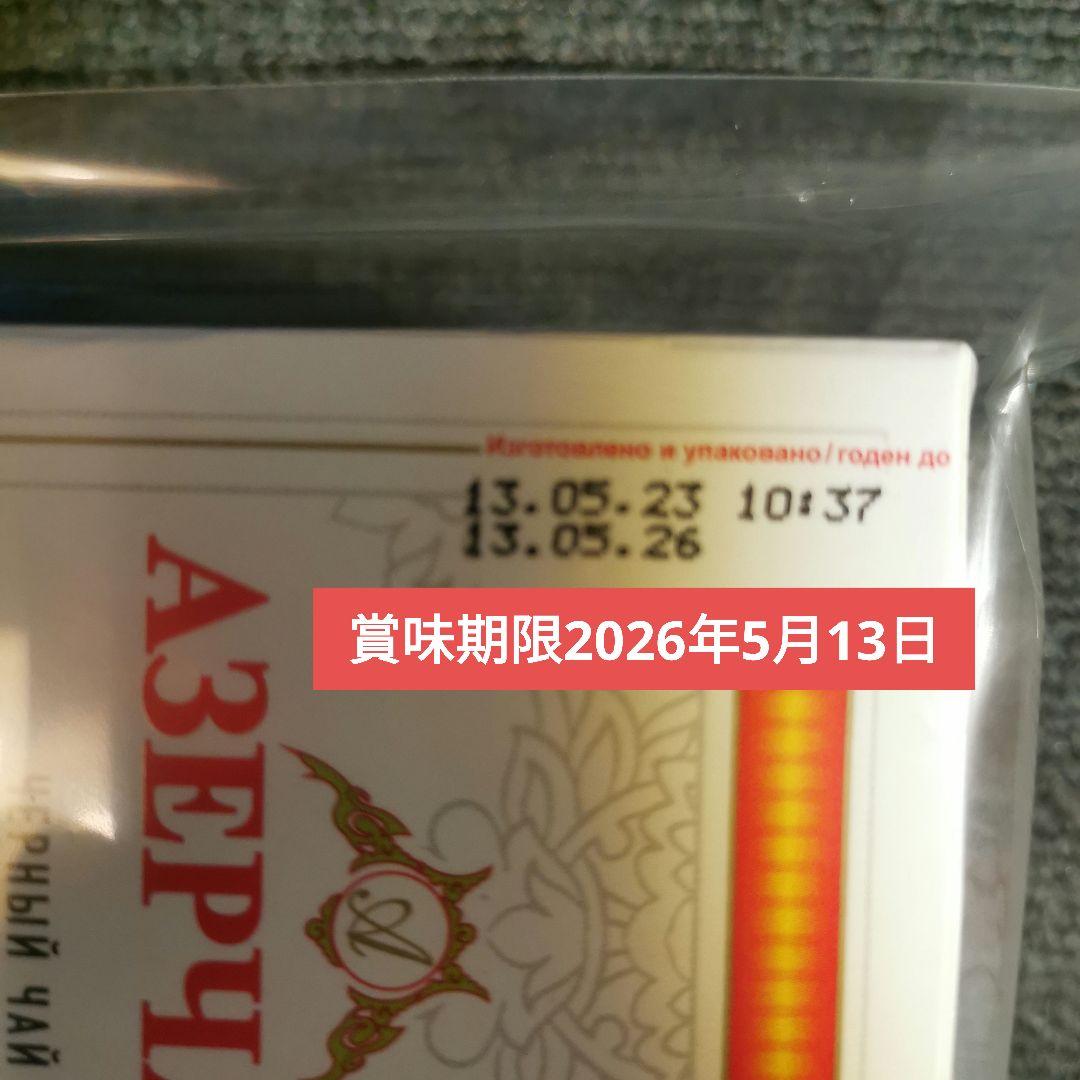 Изготовлено и упаковано/годен до
13.05.23 10:37
13.05.26
賞味期限2026年5月13日
АЗЕРЧ
ЧЕРНЫЙ ЧАЙ
A